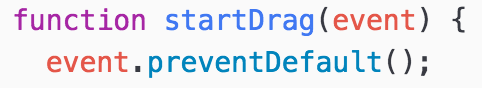 function startDrag(event) {
  event.preventDefault();